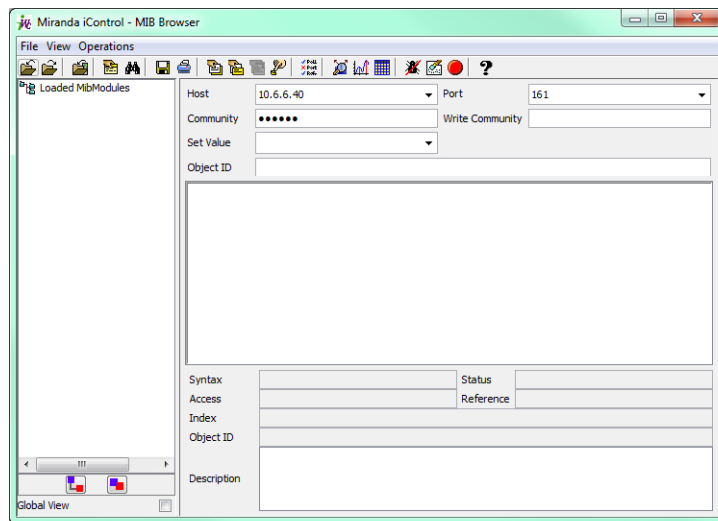 Miranda iControl - MIB Browser
File View Operations
Loaded MibModules
Host 10.6.6.40 Port 161
Community •••••• Write Community
Set Value
Object ID
Syntax Status
Access Reference
Index
Object ID
Description
Global View